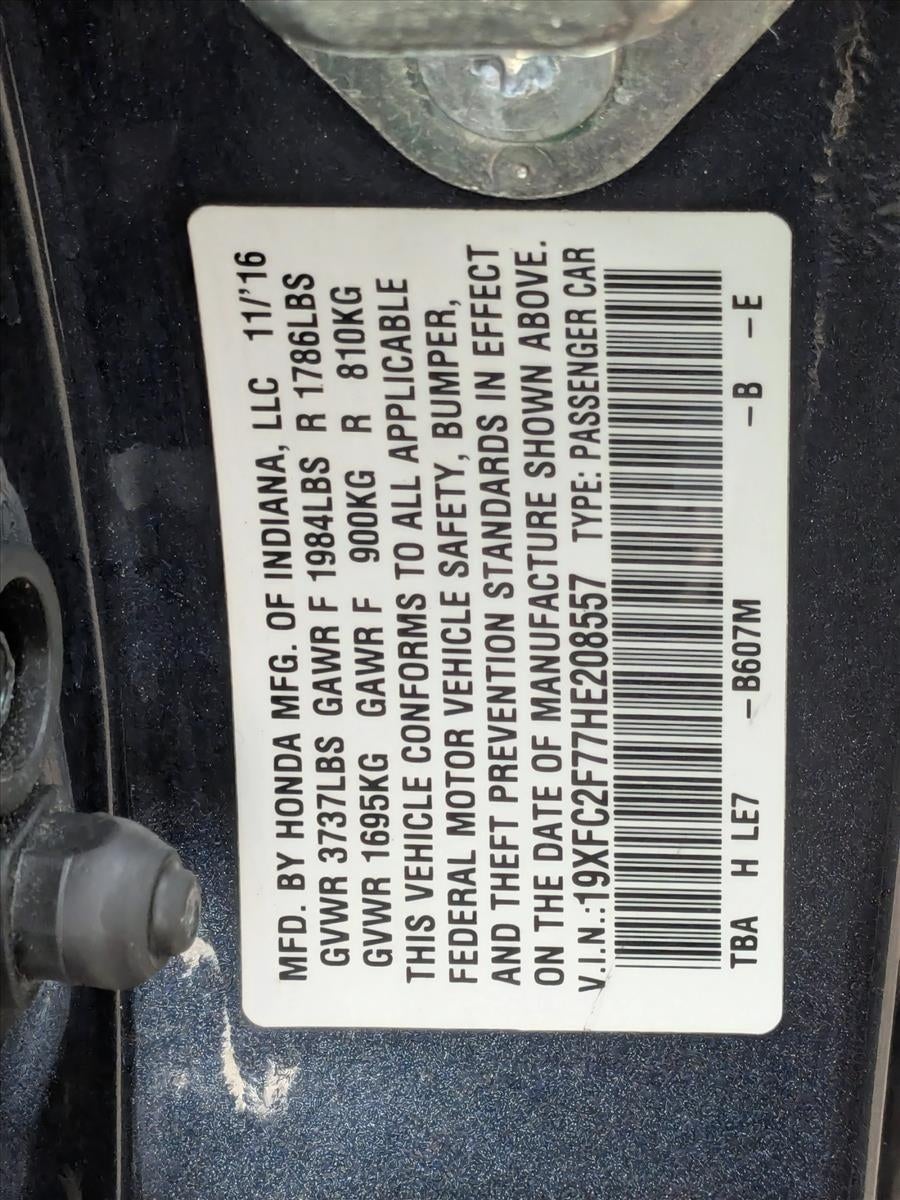 MFD. BY HONDA MFG. OF INDIANA, LLC 11/'16
GVWR 3737LBS GAWR F 1984LBS R 1786LBS
GVWR 1695KG GAWR F 900KG R 810KG
THIS VEHICLE CONFORMS TO ALL APPLICABLE
FEDERAL MOTOR VEHICLE SAFETY, BUMPER,
AND THEFT PREVENTION STANDARDS IN EFFECT
ON THE DATE OF MANUFACTURE SHOWN ABOVE.
V.I.N.:19XFC2F77HE208557 TYPE: PASSENGER CAR
TBA H LE7 –B607M –B –E